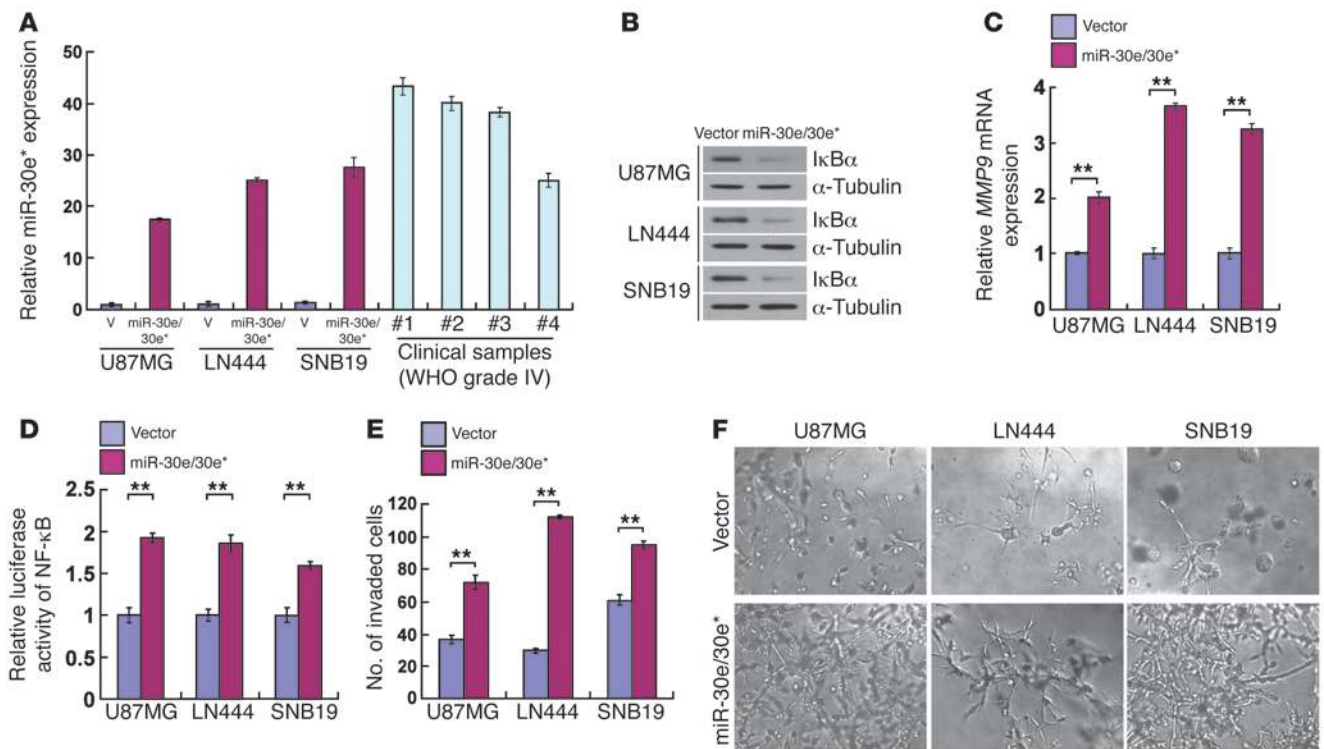 A
Relative miR-30e* expression
50
40
30
20
10
0
V
miR-30e/
30e*
V
miR-30e/
30e*
V
miR-30e/
30e*
U87MG
LN444
SNB19
#1
#2
#3
#4
Clinical samples
(WHO grade IV)
B
Vector miR-30e/30e*
U87MG
IκBα
α-Tubulin
LN444
IκBα
α-Tubulin
SNB19
IκBα
α-Tubulin
C
Vector
miR-30e/30e*
Relative MMP9 mRNA
expression
4
3
2
1
0
**
**
**
U87MG
LN444
SNB19
D
Vector
miR-30e/30e*
Relative luciferase
activity of NF-κB
2.5
2
1.5
1
0.5
0
**
**
**
U87MG
LN444
SNB19
E
Vector
miR-30e/30e*
No. of invaded cells
120
100
80
60
40
20
0
**
**
**
U87MG
LN444
SNB19
F
U87MG
LN444
SNB19
Vector
miR-30e/30e*